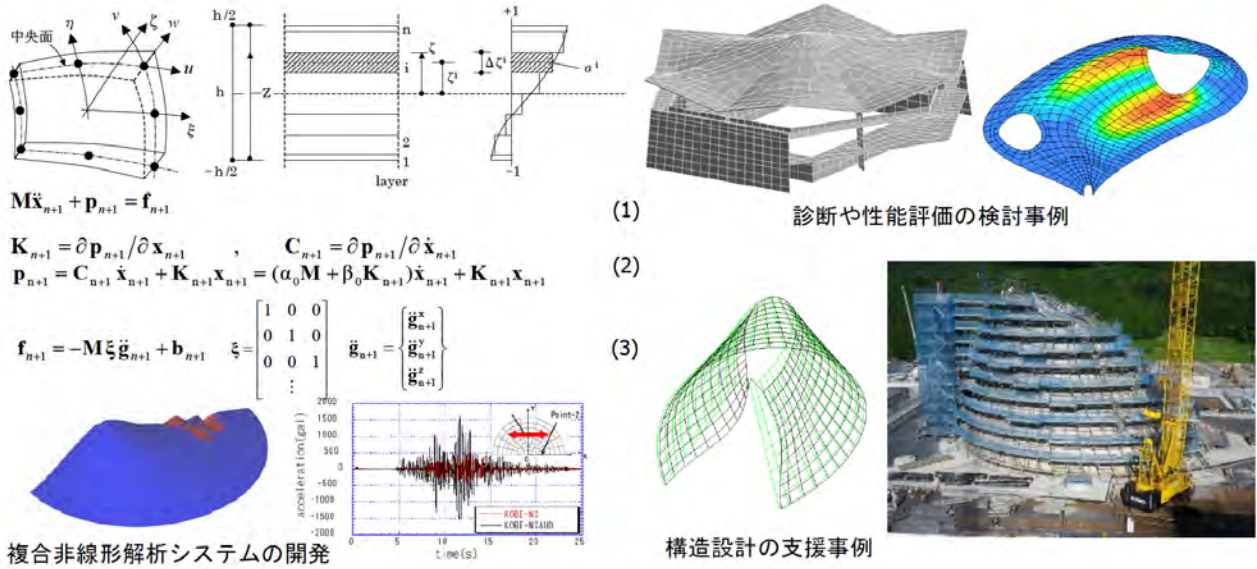 ν
ζ
w
η
中央面
u
ξ
h/2
h
-h/2
Z
n
i
2
1
layer
ζ
ζⁱ
+1
Δζⁱ
σⁱ
-1
Mẍₙ₊₁ + pₙ₊₁ = fₙ₊₁
(1)
Kₙ₊₁ = ∂pₙ₊₁/∂xₙ₊₁ , Cₙ₊₁ = ∂pₙ₊₁/∂ẋₙ₊₁
pₙ₊₁ = Cₙ₊₁ẋₙ₊₁ + Kₙ₊₁xₙ₊₁ = (α₀M + β₀Kₙ₊₁)ẋₙ₊₁ + Kₙ₊₁xₙ₊₁
(2)
fₙ₊₁ = -Mξg̈ₙ₊₁ + bₙ₊₁
ξ =
1 0 0
0 1 0
0 0 1
⋮
g̈ₙ₊₁ =
g̈ˣₙ₊₁
g̈ʸₙ₊₁
g̈ᶻₙ₊₁
(3)
acceleration(gal)
2000
1500
1000
500
0
-500
-1000
-1500
-2000
Point-2
KOBE-NS
KOBE-NS&UD
0 5 10 15 20 25
time(s)
複合非線形解析システムの開発
診断や性能評価の検討事例
構造設計の支援事例